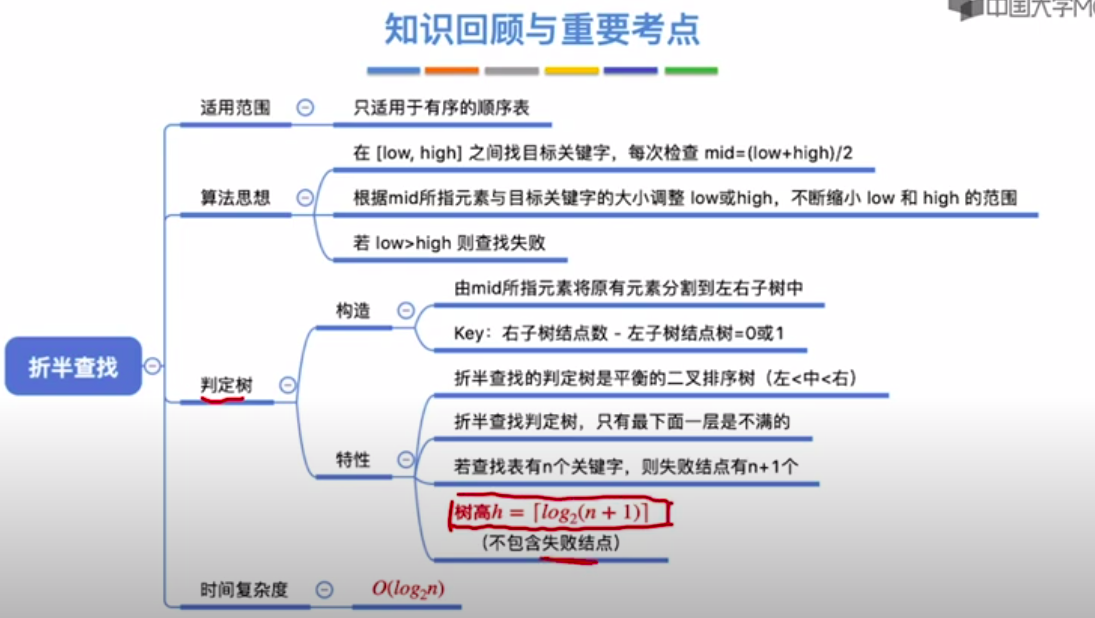 中国大学M
知识回顾与重要考点
适用范围
只适用于有序的顺序表
算法思想
在 [low, high] 之间找目标关键字，每次检查 mid=(low+high)/2
根据mid所指元素与目标关键字的大小调整 low或high，不断缩小 low 和 high 的范围
若 low>high 则查找失败
折半查找
判定树
构造
由mid所指元素将原有元素分割到左右子树中
Key：右子树结点数 - 左子树结点树=0或1
特性
折半查找的判定树是平衡的二叉排序树（左<中<右）
折半查找判定树，只有最下面一层是不满的
若查找表有n个关键字，则失败结点有n+1个
树高h = ⌈log₂(n + 1)⌉
（不包含失败结点）
时间复杂度
O(log₂n)